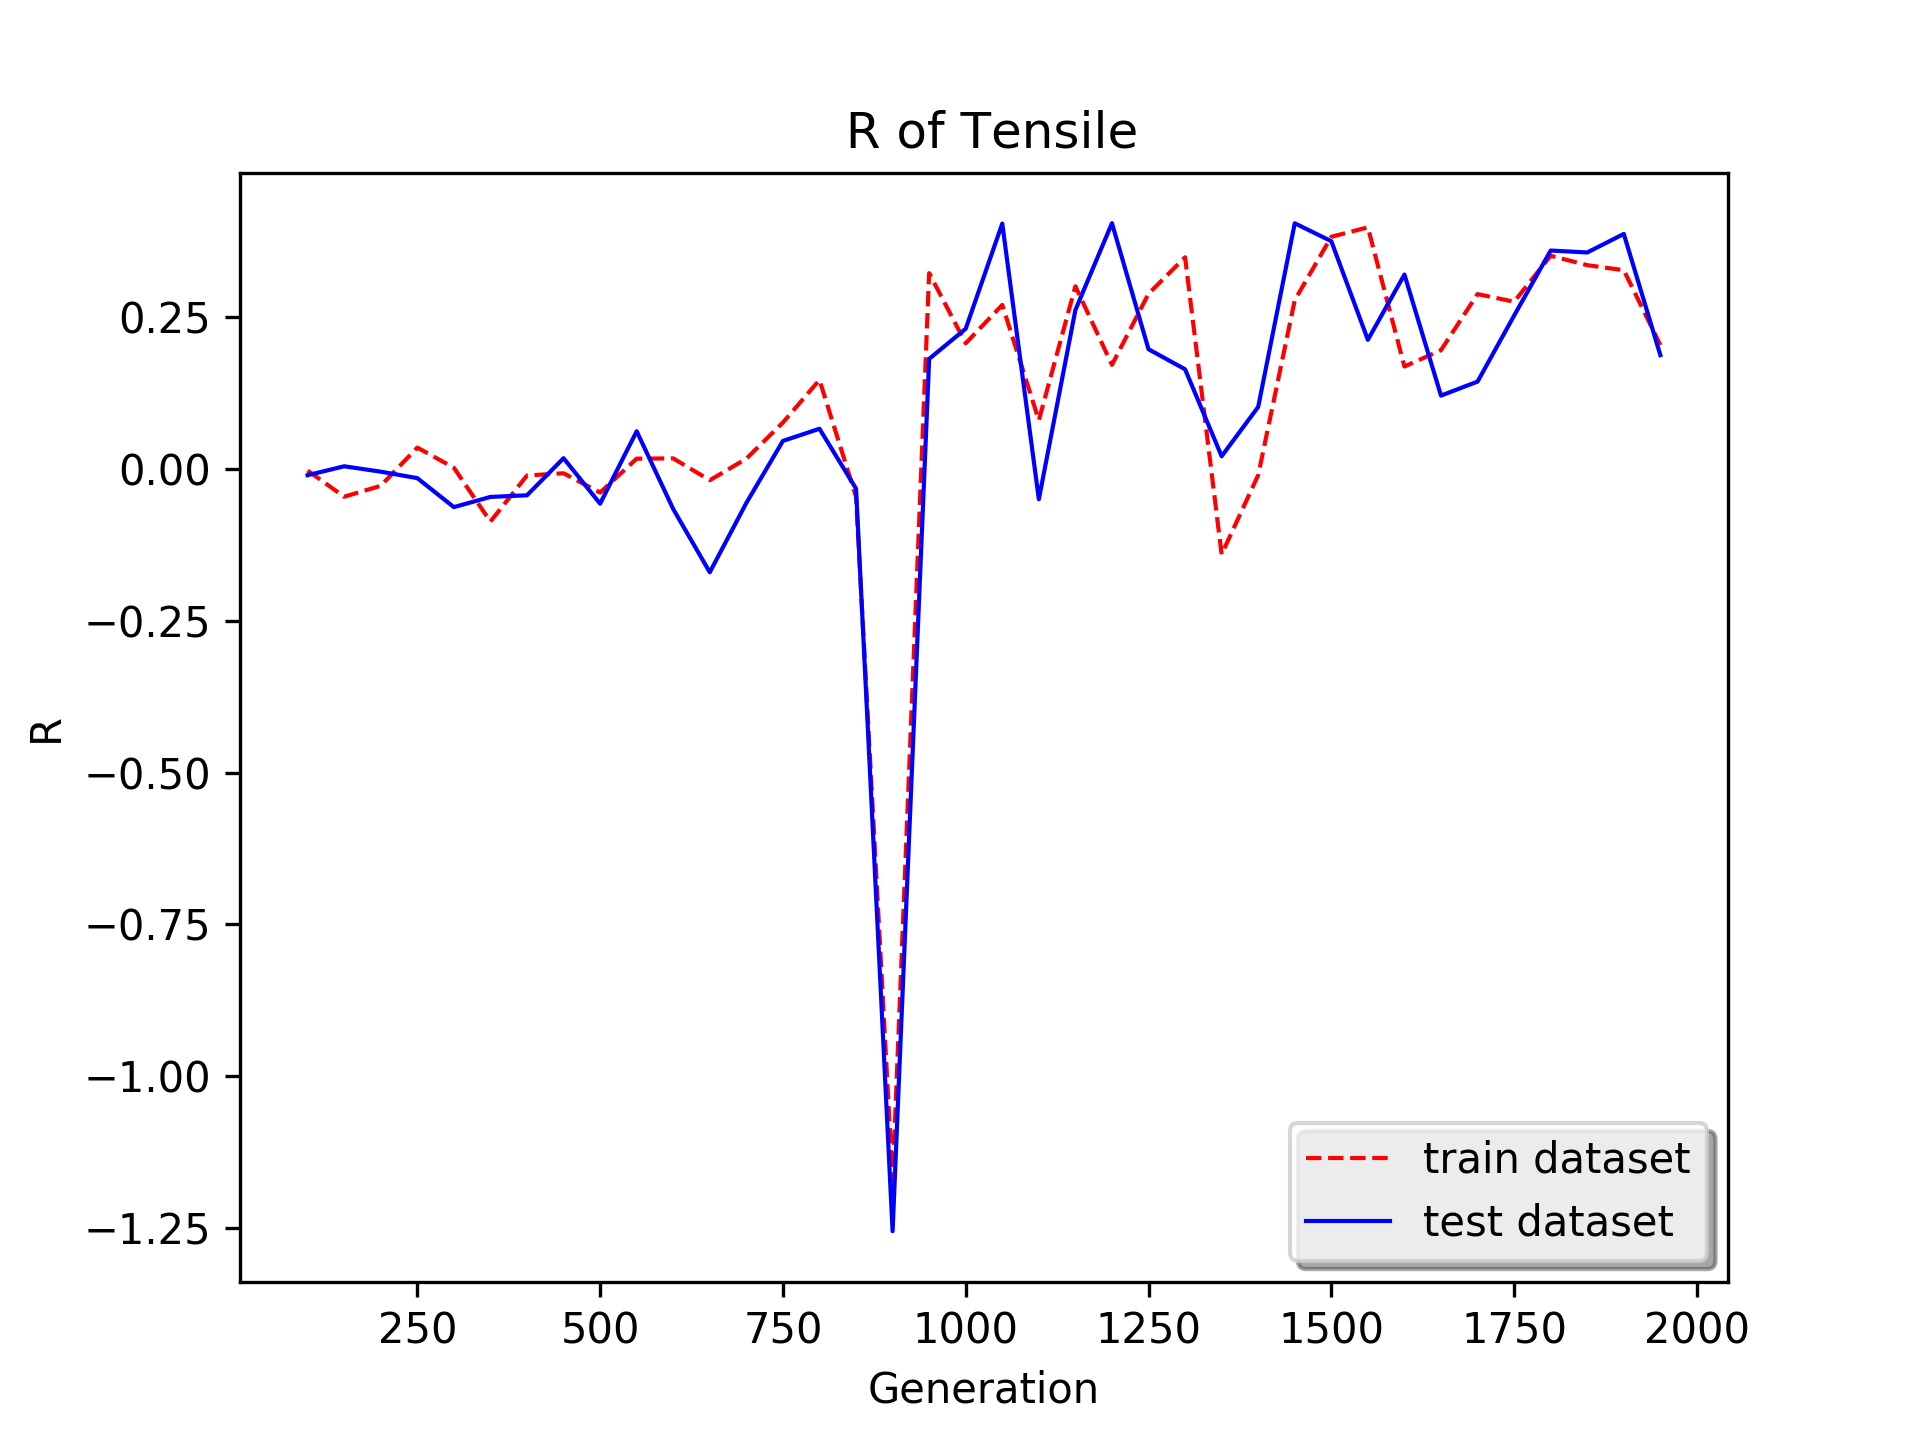 R of Tensile
R
0.25
0.00
−0.25
−0.50
−0.75
−1.00
−1.25
train dataset
test dataset
250 500 750 1000 1250 1500 1750 2000
Generation